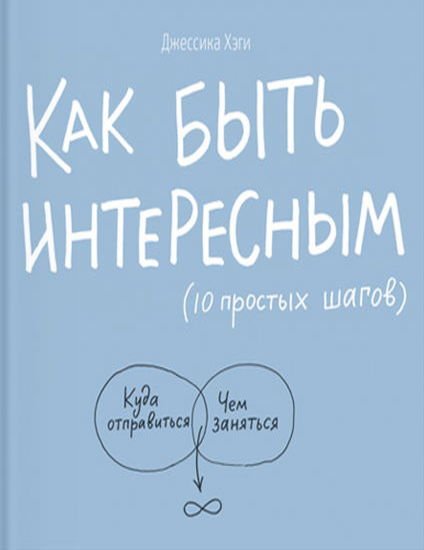 Джессика Хэги
КАК БЫТЬ
ИНТЕРЕСНЫМ
(10 простых шагов)
Куда
отправиться
Чем
заняться
∞